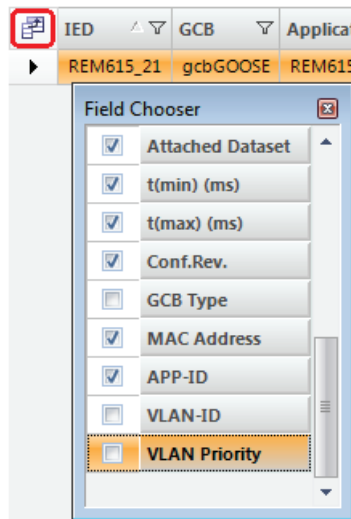 IED GCB Applica
REM615_21 gcbGOOSE REM615
Field Chooser
Attached Dataset
t(min) (ms)
t(max) (ms)
Conf.Rev.
GCB Type
MAC Address
APP-ID
VLAN-ID
VLAN Priority